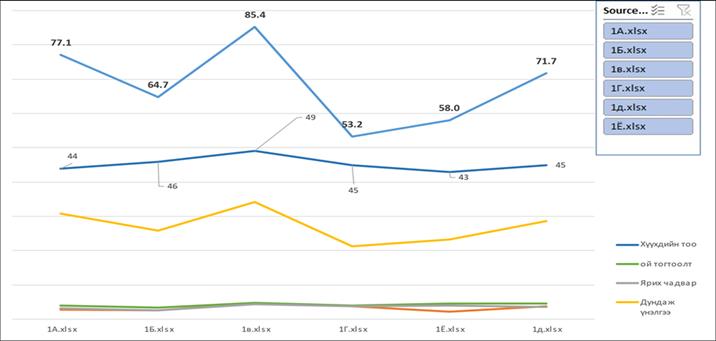 77.1
64.7
85.4
53.2
58.0
71.7
44
46
49
45
43
45
1А.xlsx
1Б.xlsx
1в.xlsx
1Г.xlsx
1Ё.xlsx
1д.xlsx
Source...
1А.xlsx
1Б.xlsx
1в.xlsx
1Г.xlsx
1д.xlsx
1Ё.xlsx
Хүүхдийн тоо
ой тогтоолт
Ярих чадвар
Дундаж
үнэлгээ